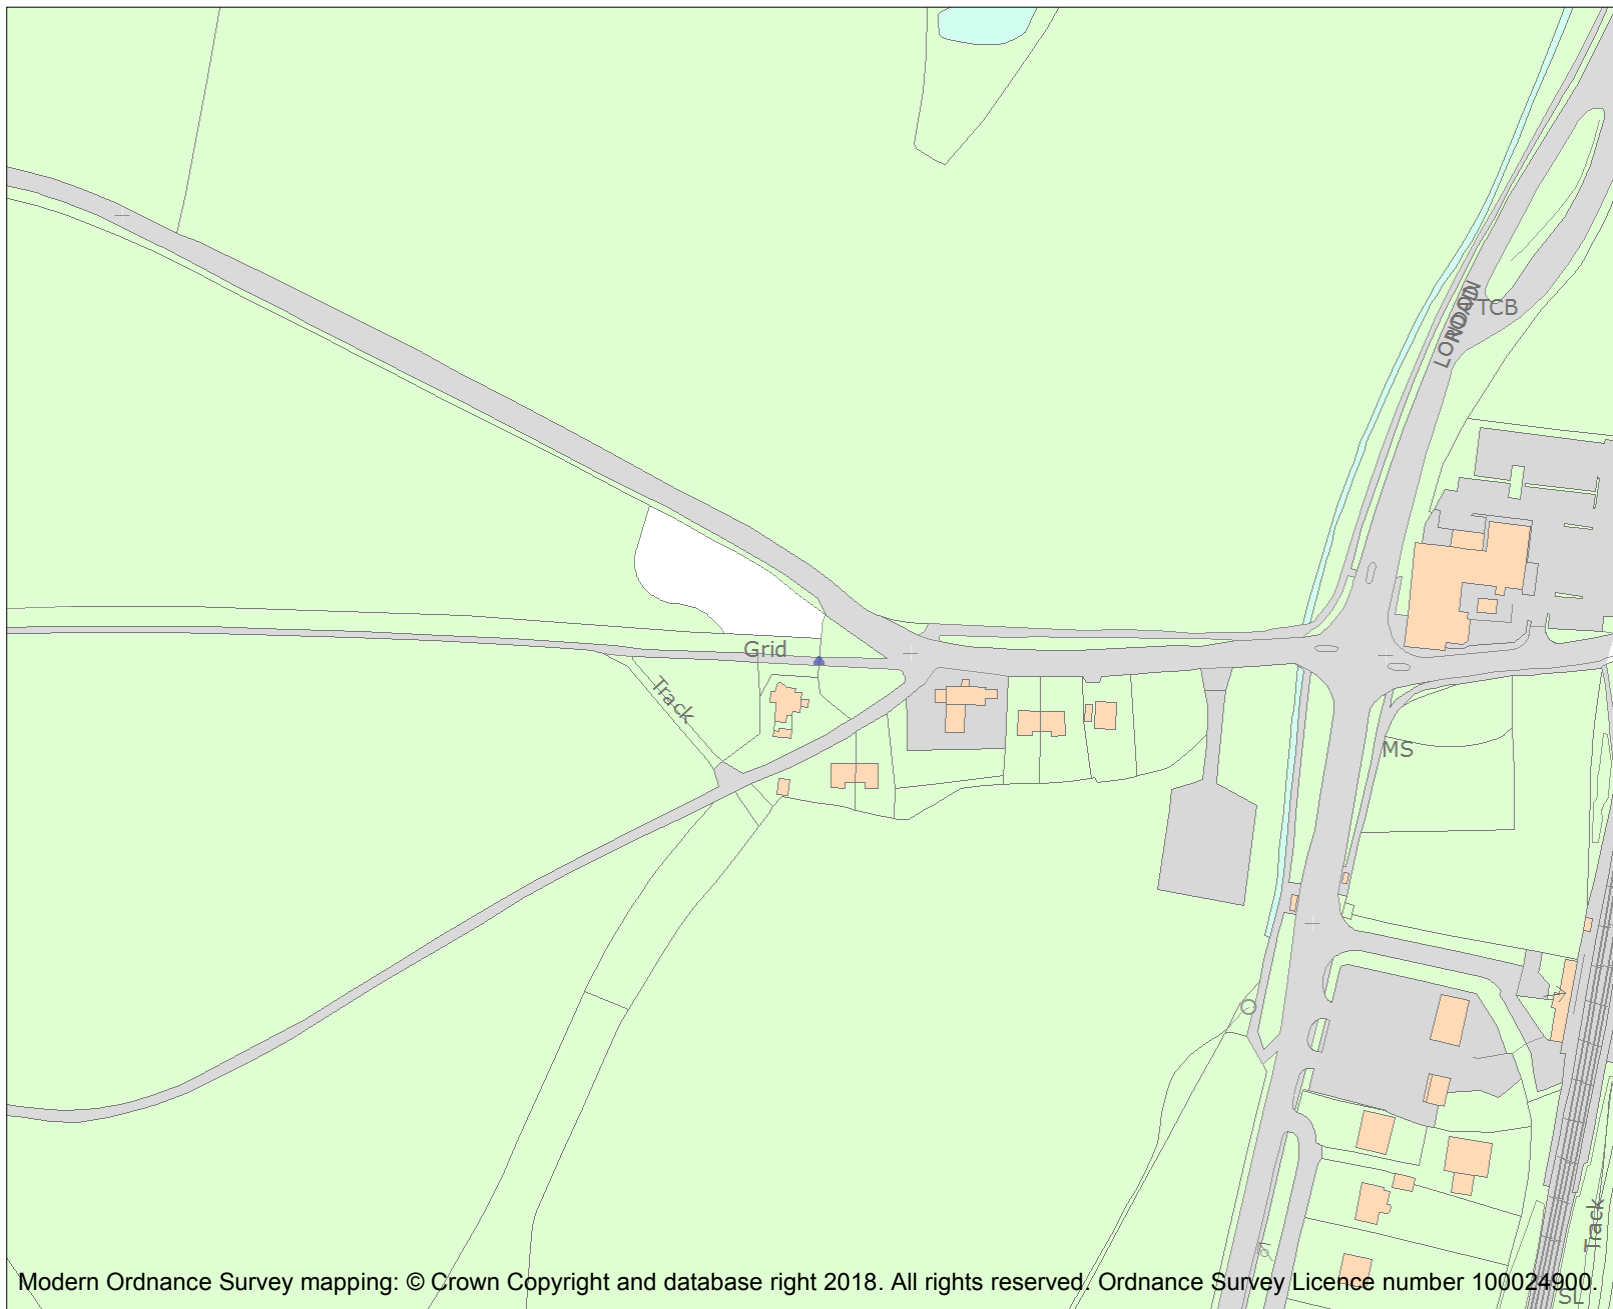 LONDON ROAD
TCB
Grid
Track
MS
Track
SL
Modern Ordnance Survey mapping: © Crown Copyright and database right 2018. All rights reserved. Ordnance Survey Licence number 100024900.